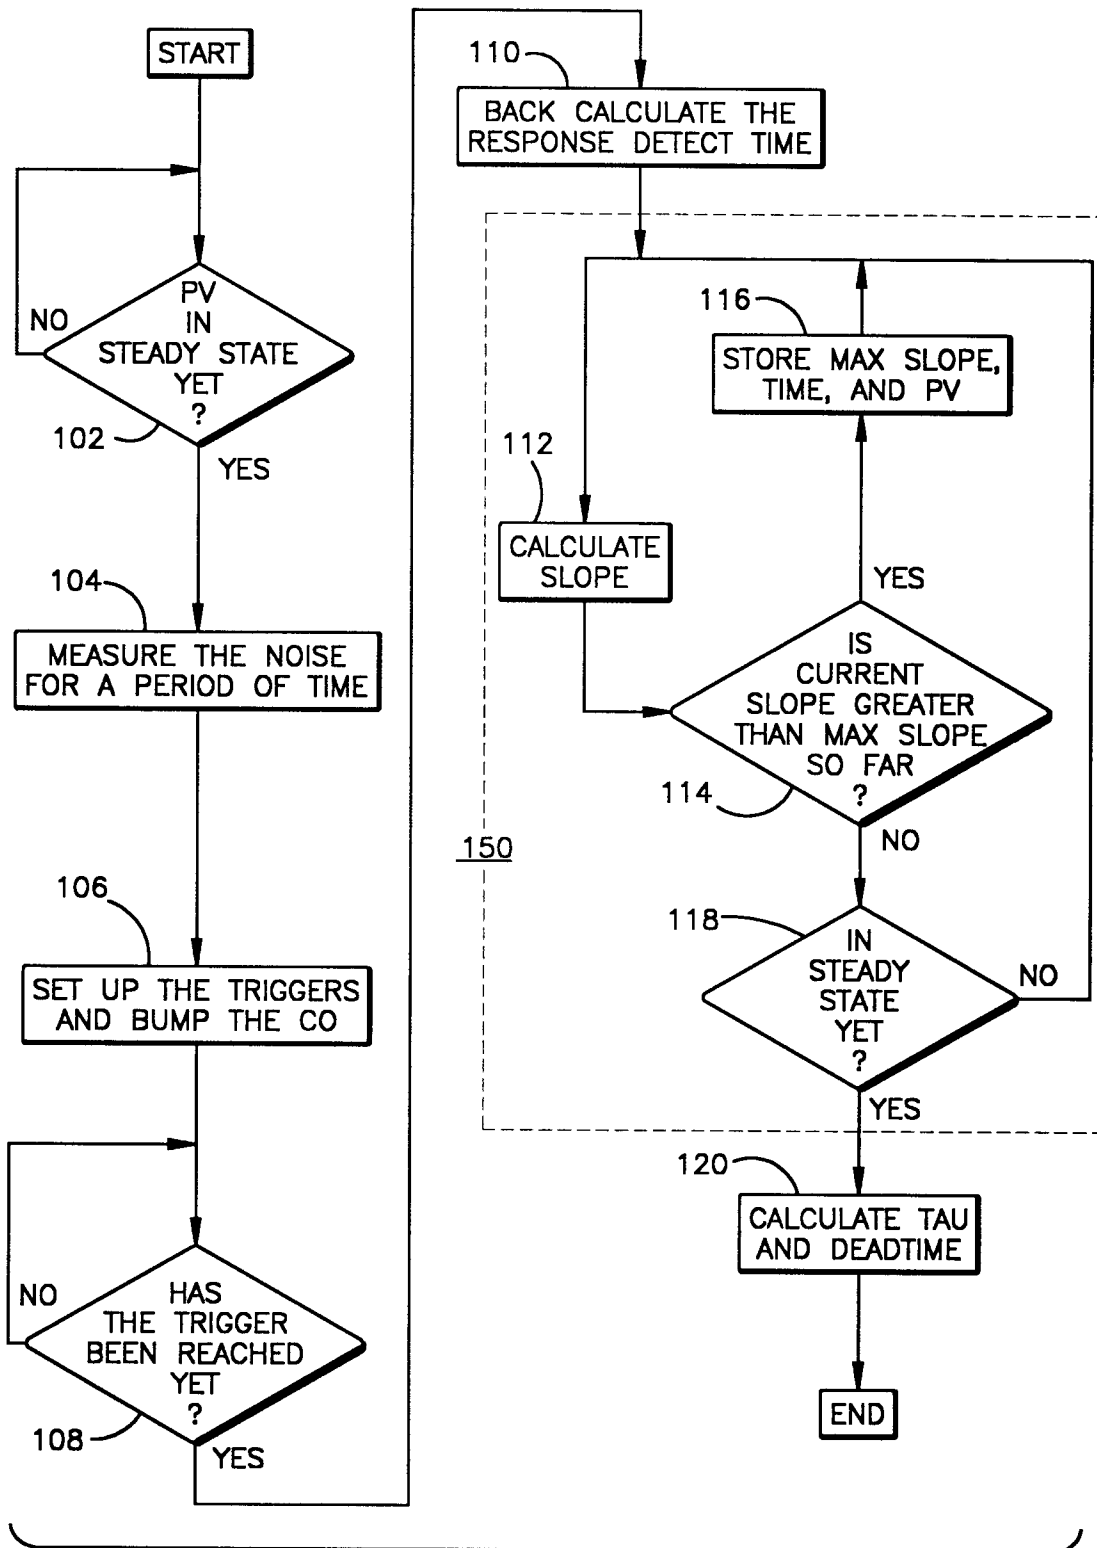 START
PV
IN
STEADY STATE
YET
?
NO
102
YES
104
MEASURE THE NOISE
FOR A PERIOD OF TIME
106
SET UP THE TRIGGERS
AND BUMP THE CO
NO
HAS
THE TRIGGER
BEEN REACHED
YET
?
108
YES
110
BACK CALCULATE THE
RESPONSE DETECT TIME
116
STORE MAX SLOPE,
TIME, AND PV
112
CALCULATE
SLOPE
YES
IS
CURRENT
SLOPE GREATER
THAN MAX SLOPE
SO FAR
?
114
NO
150
118
IN
STEADY
STATE
YET
?
NO
YES
120
CALCULATE TAU
AND DEADTIME
END